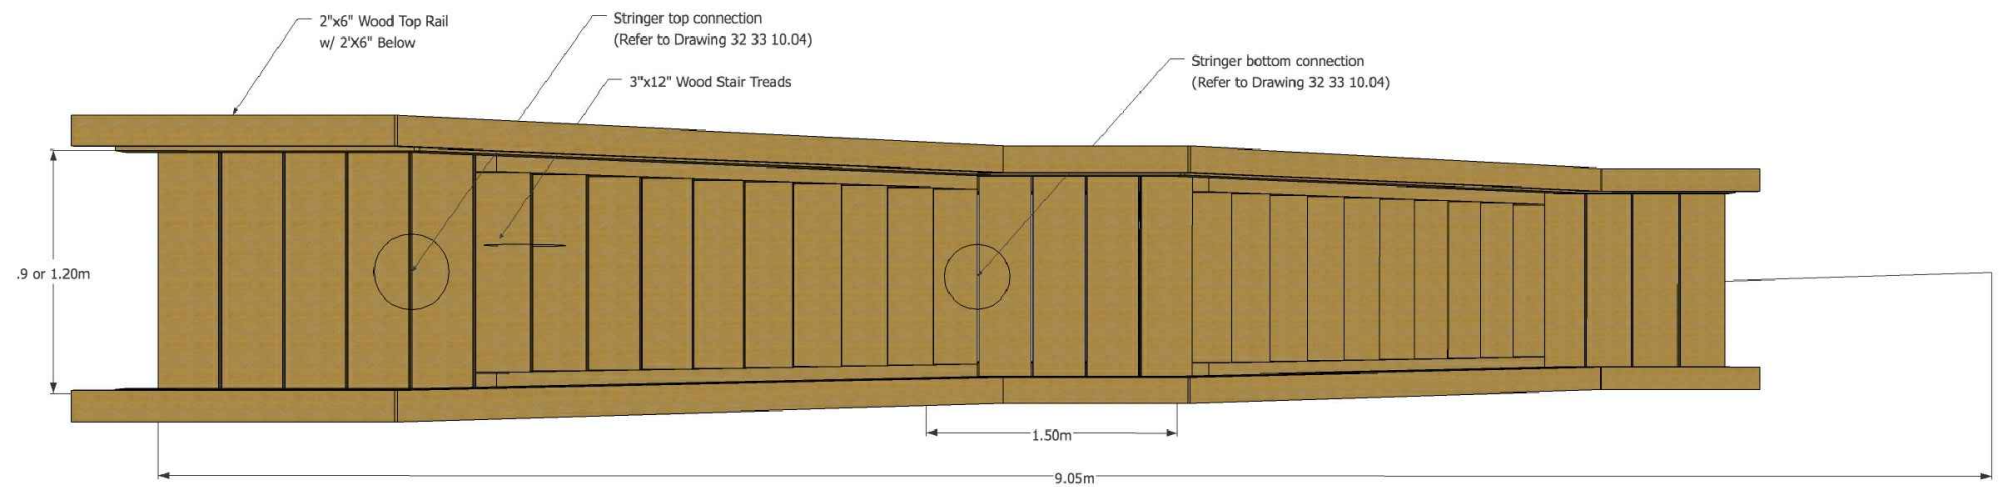 2"x6" Wood Top Rail
w/ 2'X6" Below
Stringer top connection
(Refer to Drawing 32 33 10.04)
3"x12" Wood Stair Treads
Stringer bottom connection
(Refer to Drawing 32 33 10.04)
.9 or 1.20m
1.50m
9.05m